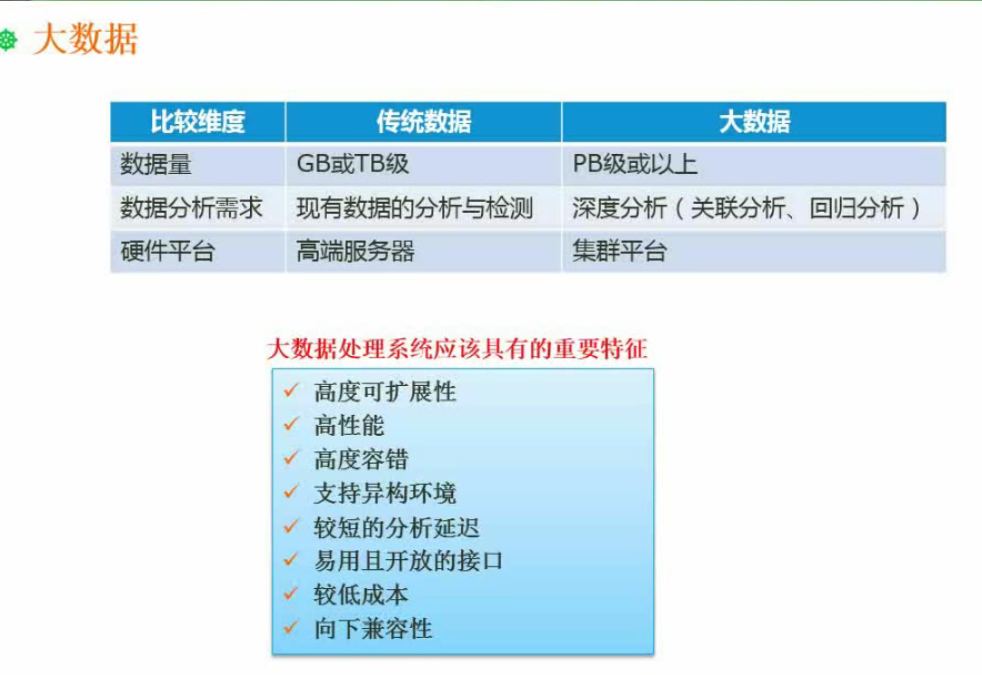 大数据
比较维度 传统数据 大数据
数据量 GB或TB级 PB级或以上
数据分析需求 现有数据的分析与检测 深度分析（关联分析、回归分析）
硬件平台 高端服务器 集群平台
大数据处理系统应该具有的重要特征
✓ 高度可扩展性
✓ 高性能
✓ 高度容错
✓ 支持异构环境
✓ 较短的分析延迟
✓ 易用且开放的接口
✓ 较低成本
✓ 向下兼容性